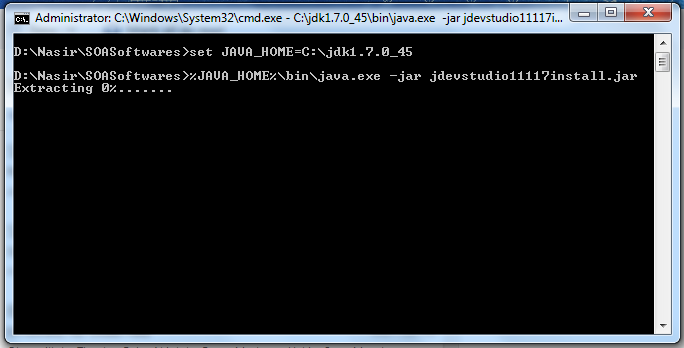 Administrator: C:\Windows\System32\cmd.exe - C:\jdk1.7.0_45\bin\java.exe -jar jdevstudio11117i...
C:\.
D:\Nasir\SOASoftwares>set JAVA_HOME=C:\jdk1.7.0_45
D:\Nasir\SOASoftwares>%JAVA_HOME%\bin\java.exe -jar jdevstudio11117install.jar
Extracting 0%.......